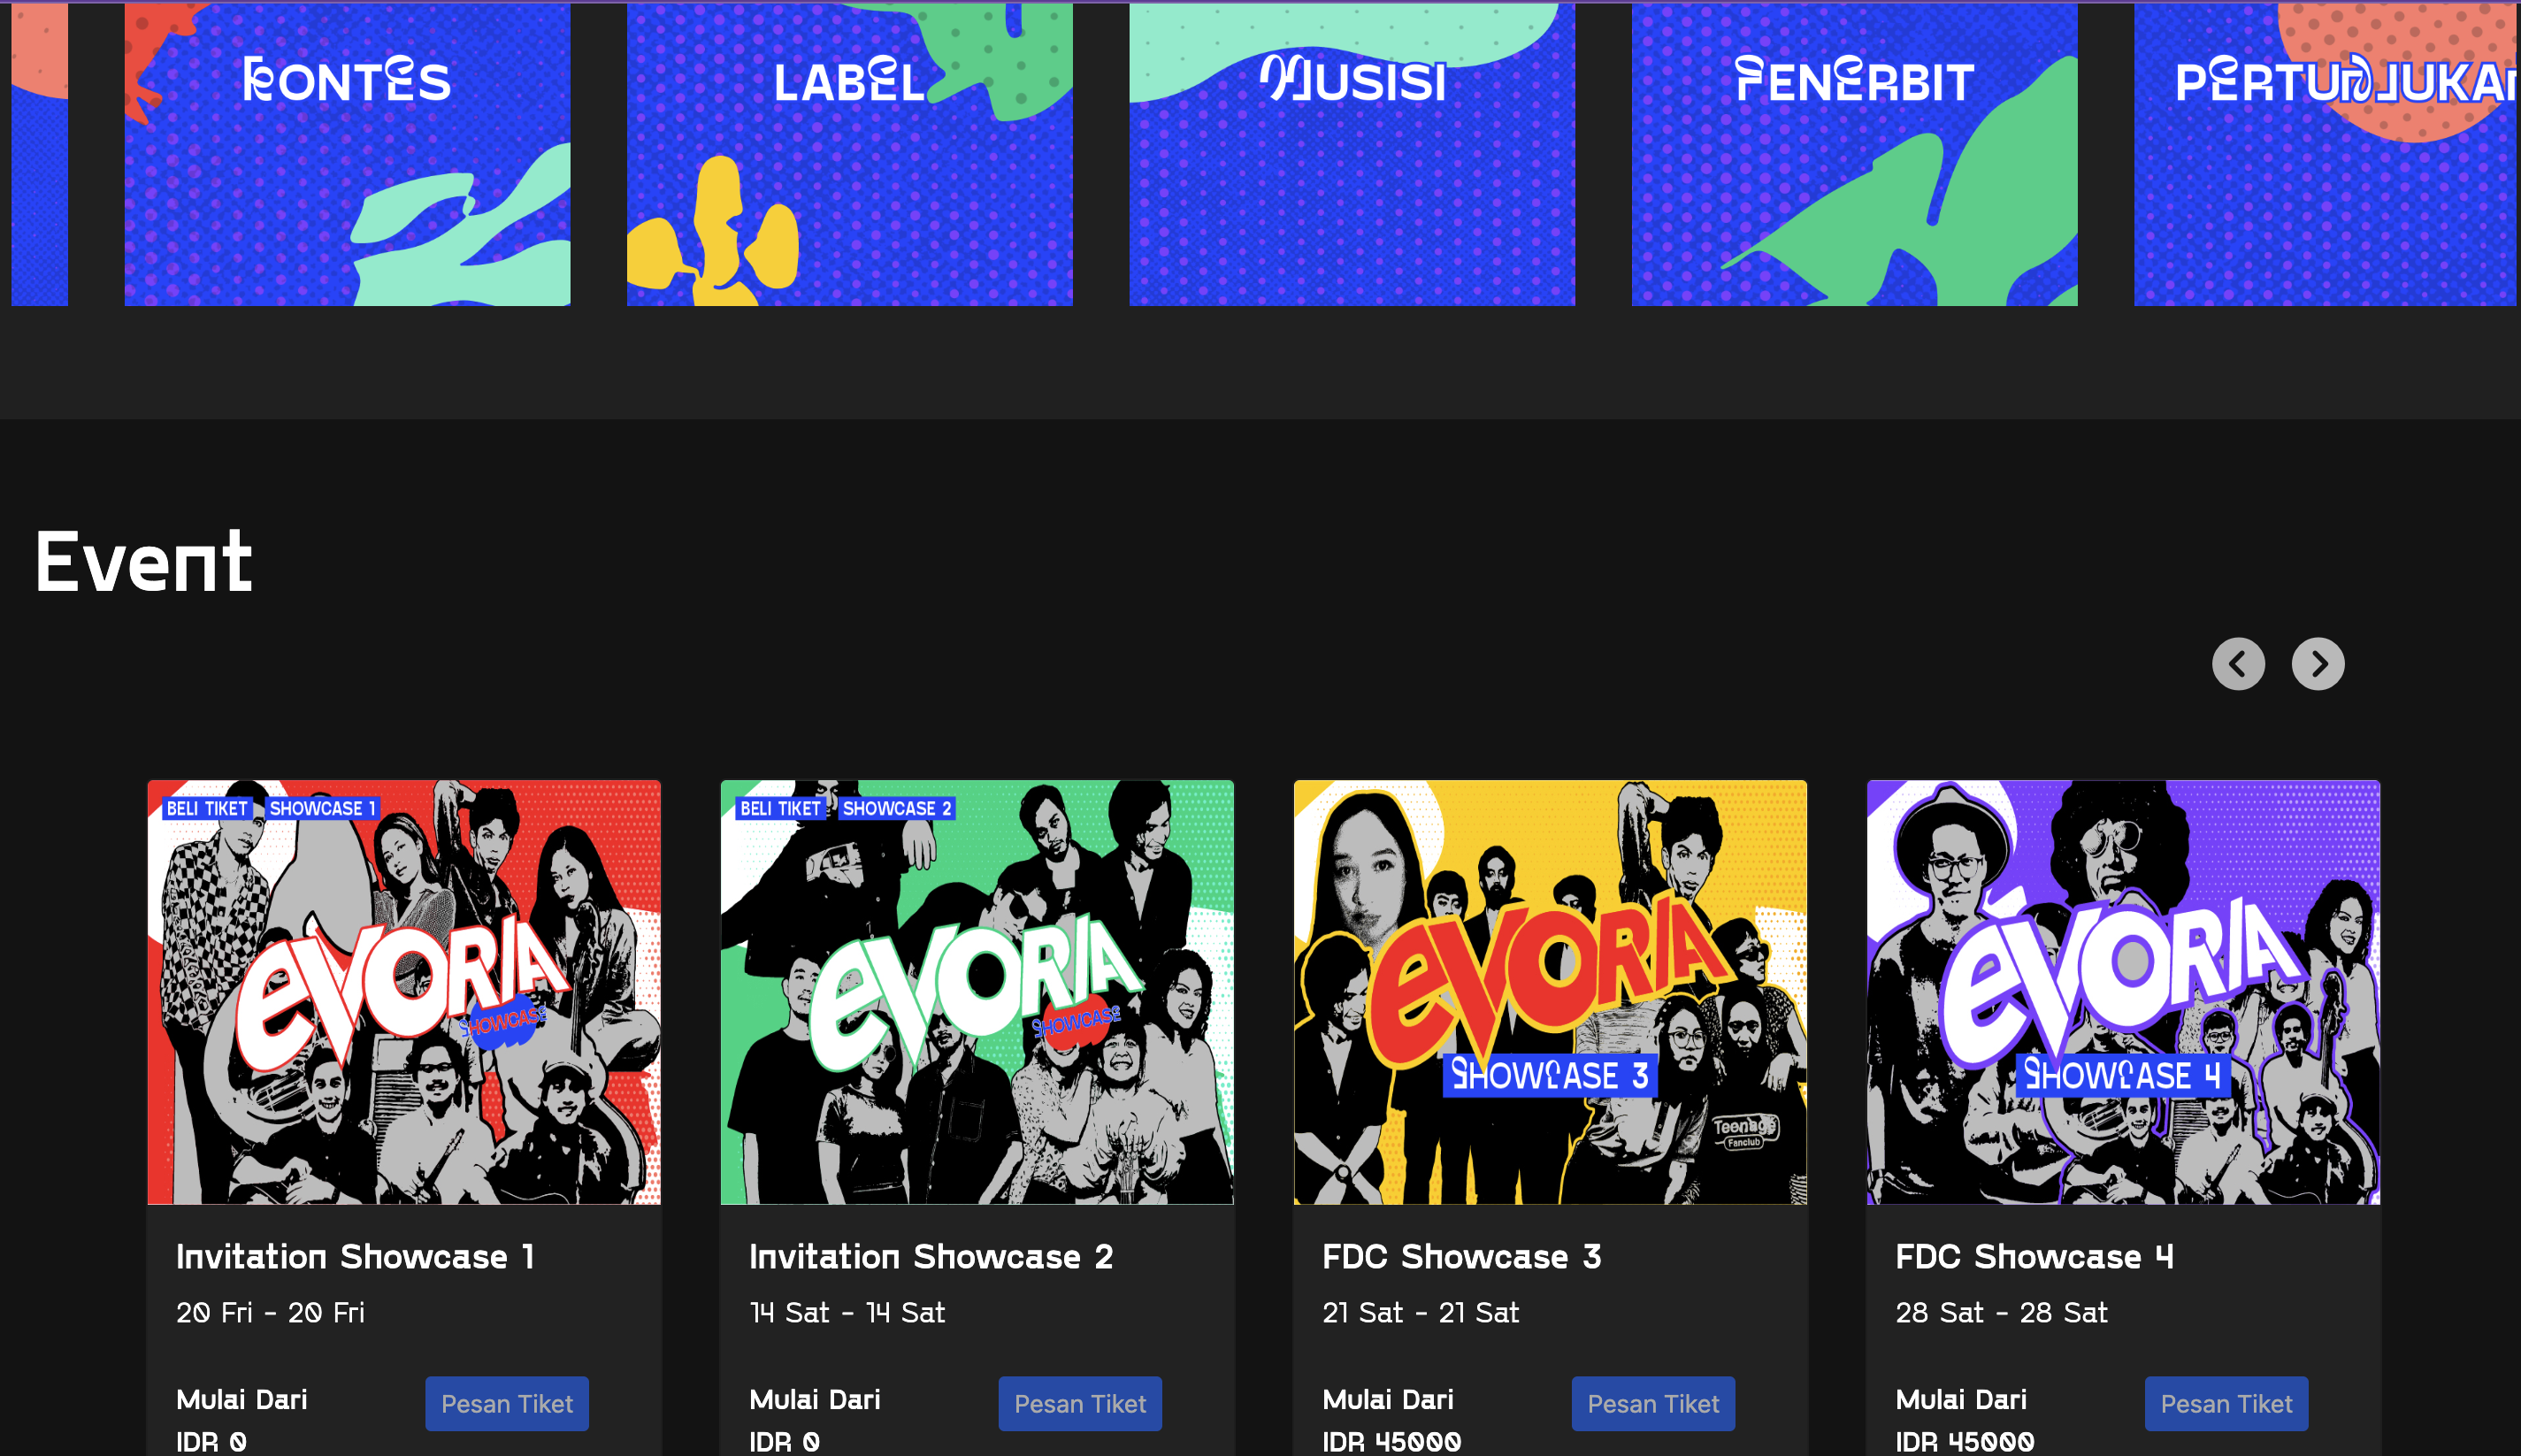 KONTES
LABEL
MUSISI
PENERBIT
PERTUNJUKAN
Event
BELI TIKET SHOWCASE 1
EVORIA
SHOWCASE
BELI TIKET SHOWCASE 2
EVORIA
SHOWCASE
EVORIA
SHOWCASE 3
Teenage
Fanclub
EVORIA
SHOWCASE 4
Invitation Showcase 1
20 Fri - 20 Fri
Mulai Dari
IDR 0
Pesan Tiket
Invitation Showcase 2
14 Sat - 14 Sat
Mulai Dari
IDR 0
Pesan Tiket
FDC Showcase 3
21 Sat - 21 Sat
Mulai Dari
IDR 45000
Pesan Tiket
FDC Showcase 4
28 Sat - 28 Sat
Mulai Dari
IDR 45000
Pesan Tiket